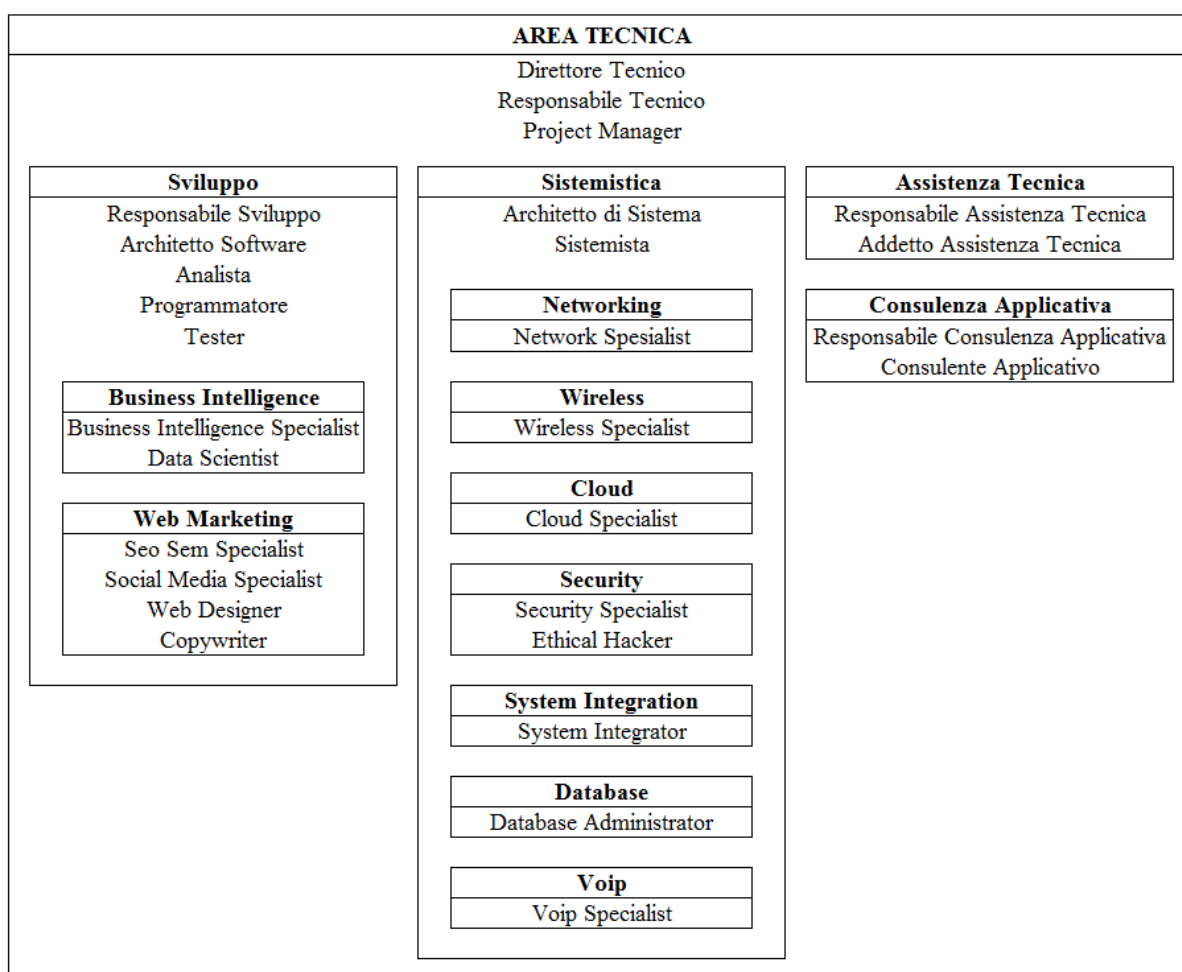 AREA TECNICA
Direttore Tecnico
Responsabile Tecnico
Project Manager
Sviluppo
Responsabile Sviluppo
Architetto Software
Analista
Programmatore
Tester
Business Intelligence
Business Intelligence Specialist
Data Scientist
Web Marketing
Seo Sem Specialist
Social Media Specialist
Web Designer
Copywriter
Sistemistica
Architetto di Sistema
Sistemista
Networking
Network Spesialist
Wireless
Wireless Specialist
Cloud
Cloud Specialist
Security
Security Specialist
Ethical Hacker
System Integration
System Integrator
Database
Database Administrator
Voip
Voip Specialist
Assistenza Tecnica
Responsabile Assistenza Tecnica
Addetto Assistenza Tecnica
Consulenza Applicativa
Responsabile Consulenza Applicativa
Consulente Applicativo